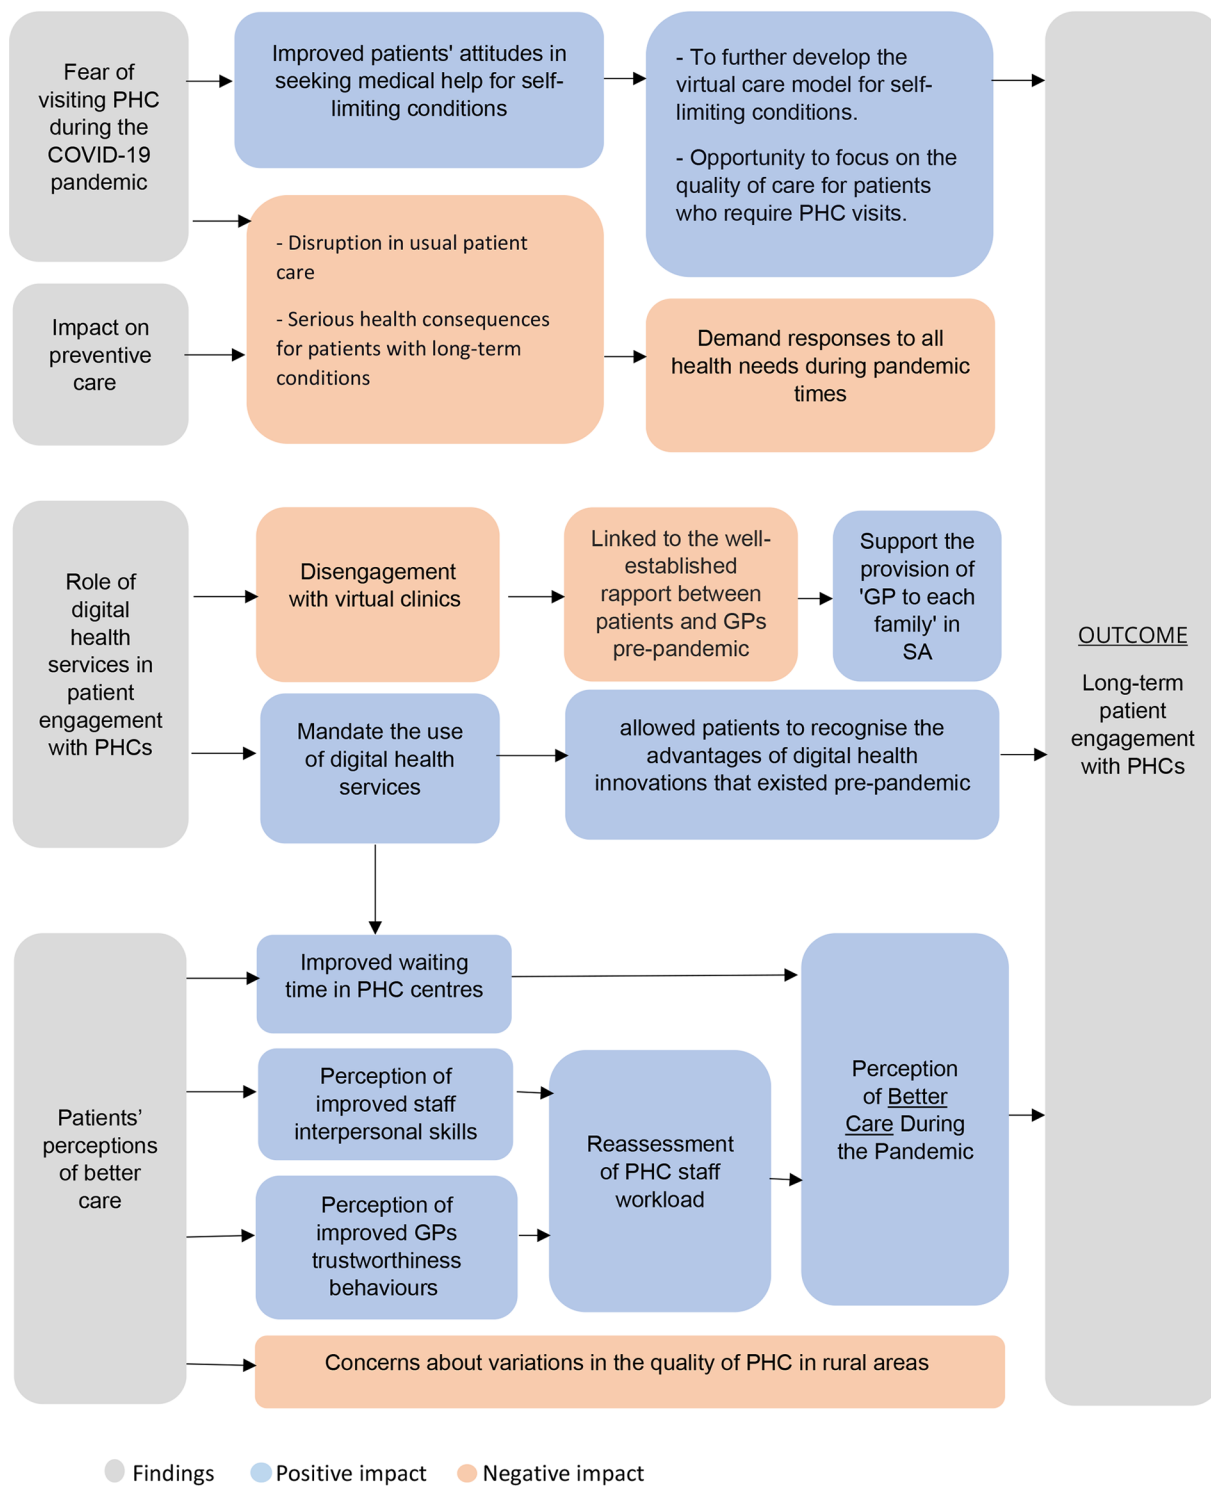 Fear of
visiting PHC
during the
COVID-19
pandemic
Improved patients' attitudes in
seeking medical help for self-
limiting conditions
- To further develop the
virtual care model for self-
limiting conditions.
- Opportunity to focus on the
quality of care for patients
who require PHC visits.
- Disruption in usual patient
care
- Serious health consequences
for patients with long-term
conditions
Impact on
preventive
care
Demand responses to all
health needs during pandemic
times
Role of
digital
health
services in
patient
engagement
with PHCs
Disengagement
with virtual clinics
Linked to the well-
established
rapport between
patients and GPs
pre-pandemic
Support the
provision of
'GP to each
family' in
SA
Mandate the use
of digital health
services
allowed patients to recognise the
advantages of digital health
innovations that existed pre-pandemic
OUTCOME
Long-term
patient
engagement
with PHCs
Patients’
perceptions
of better
care
Improved waiting
time in PHC centres
Perception of
improved staff
interpersonal skills
Perception of
improved GPs
trustworthiness
behaviours
Reassessment
of PHC staff
workload
Perception
of Better
Care During
the Pandemic
Concerns about variations in the quality of PHC in rural areas
Findings
Positive impact
Negative impact